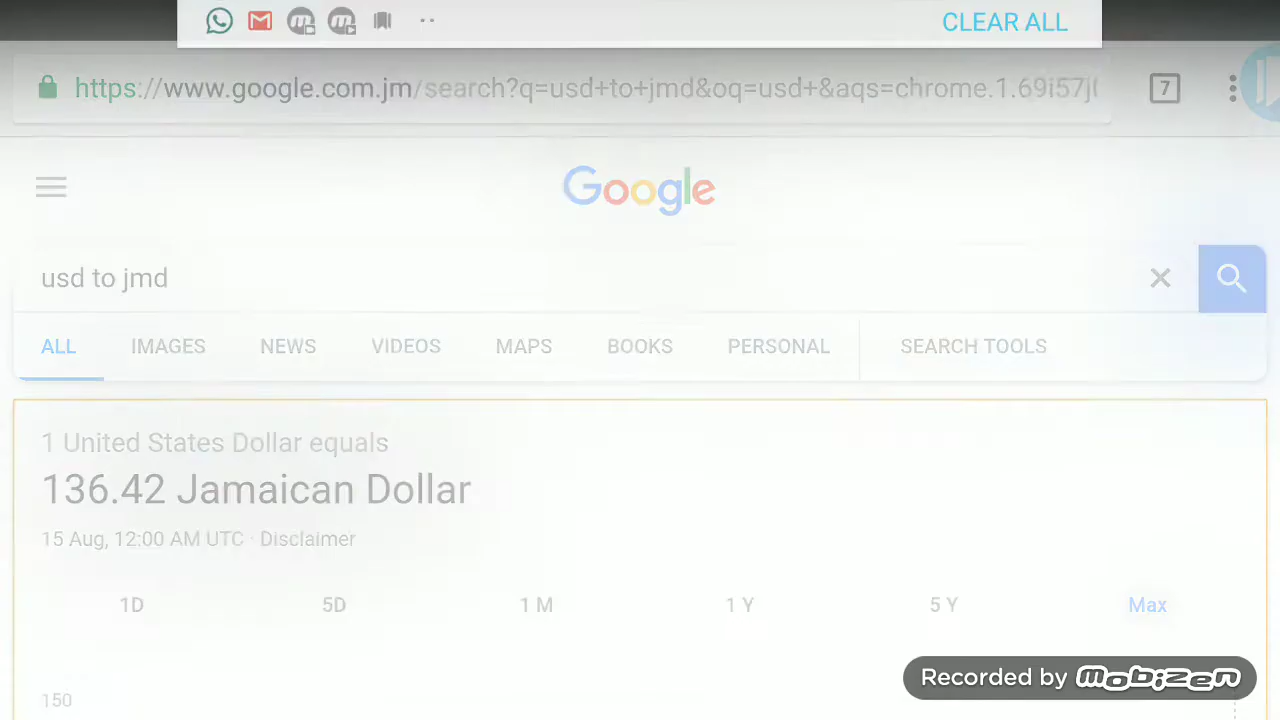 CLEAR ALL
https://www.google.com.jm/search?q=usd+to+jmd&oq=usd+&aqs=chrome.1.69i57j0
7
Google
usd to jmd
ALL IMAGES NEWS VIDEOS MAPS BOOKS PERSONAL SEARCH TOOLS
1 United States Dollar equals
136.42 Jamaican Dollar
15 Aug, 12:00 AM UTC · Disclaimer
1D 5D 1 M 1 Y 5 Y Max
150
Recorded by mobizen